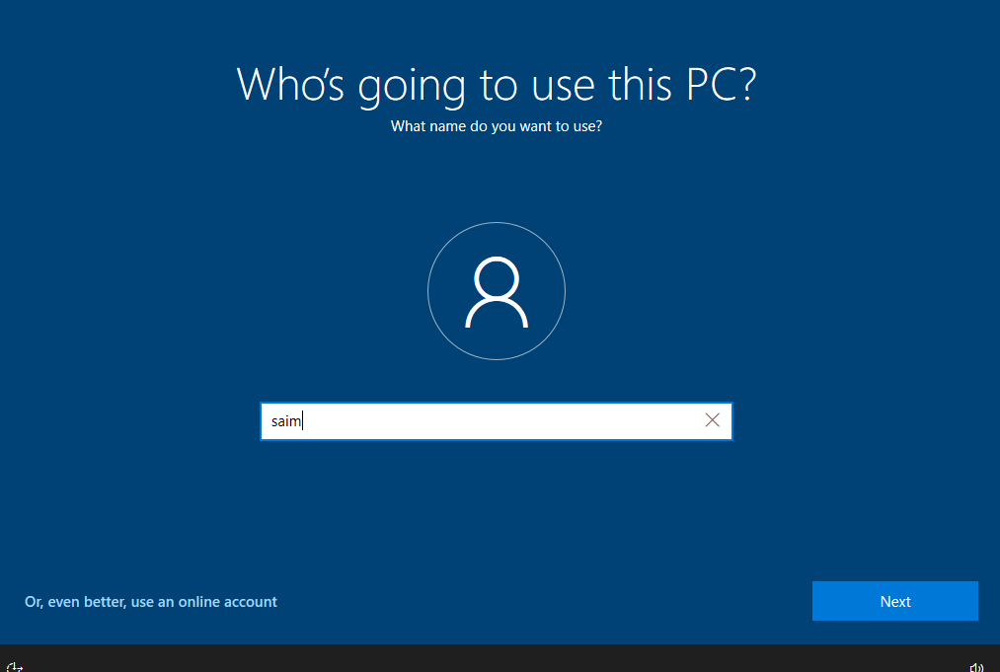 Who's going to use this PC?
What name do you want to use?
saim
Or, even better, use an online account
Next